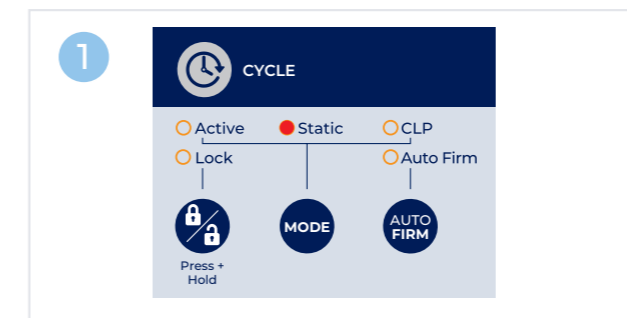 1
CYCLE
Active Static CLP
Lock Auto Firm
MODE
AUTO
FIRM
Press +
Hold